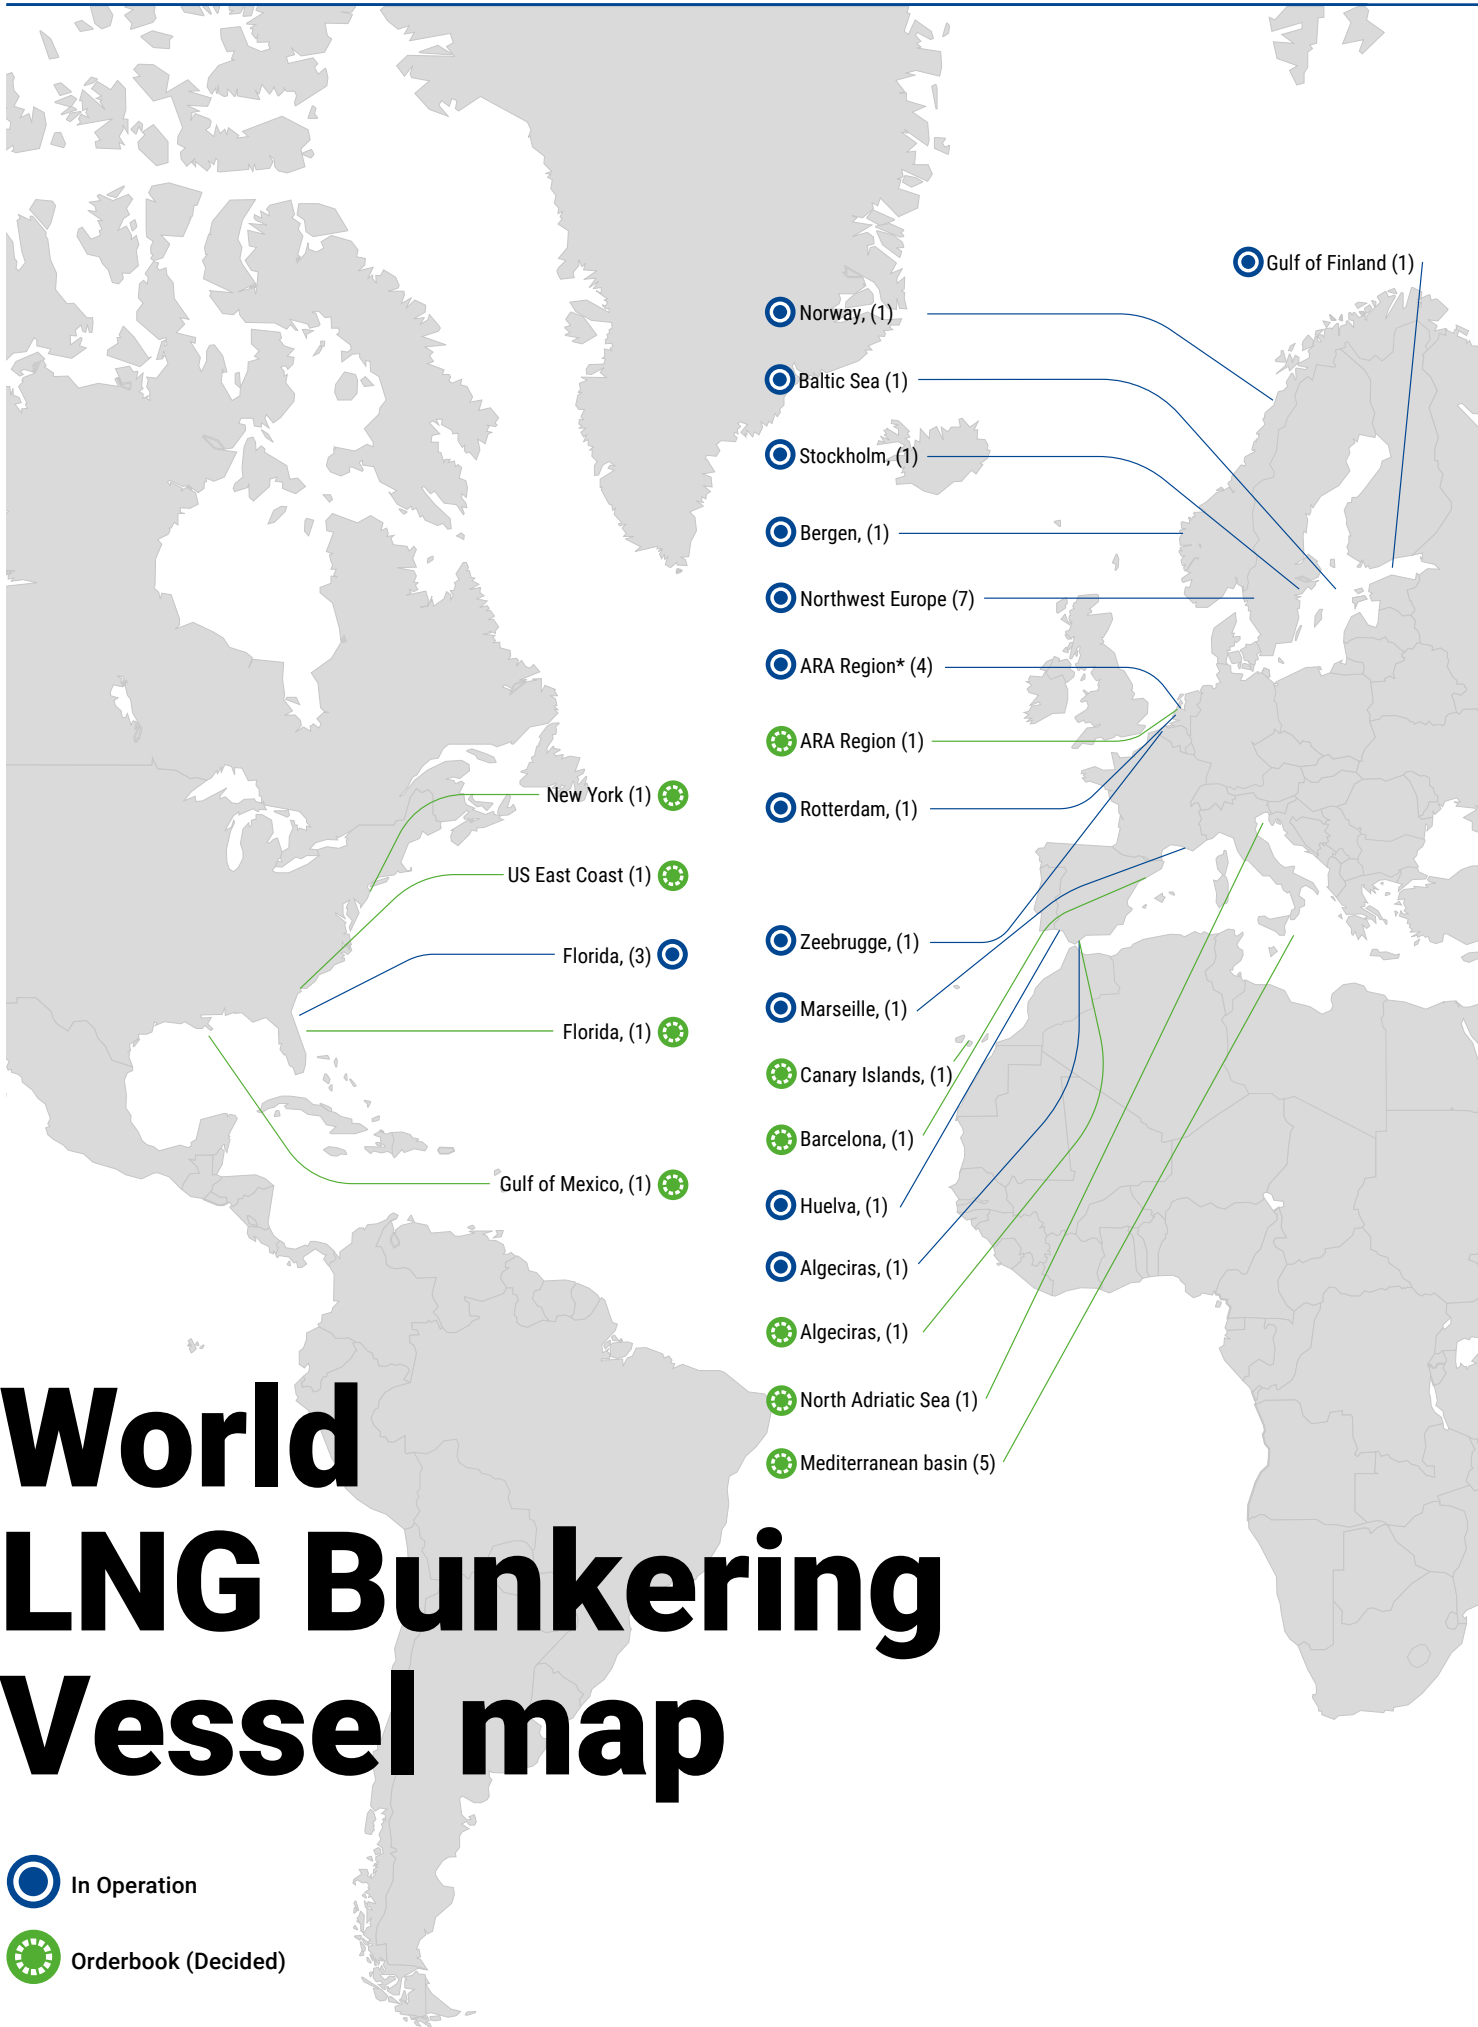 Gulf of Finland (1)
Norway, (1)
Baltic Sea (1)
Stockholm, (1)
Bergen, (1)
Northwest Europe (7)
ARA Region* (4)
ARA Region (1)
New York (1)
Rotterdam, (1)
US East Coast (1)
Zeebrugge, (1)
Florida, (3)
Marseille, (1)
Florida, (1)
Canary Islands, (1)
Barcelona, (1)
Gulf of Mexico, (1)
Huelva, (1)
Algeciras, (1)
Algeciras, (1)
North Adriatic Sea (1)
Mediterranean basin (5)
World
LNG Bunkering
Vessel map
In Operation
Orderbook (Decided)